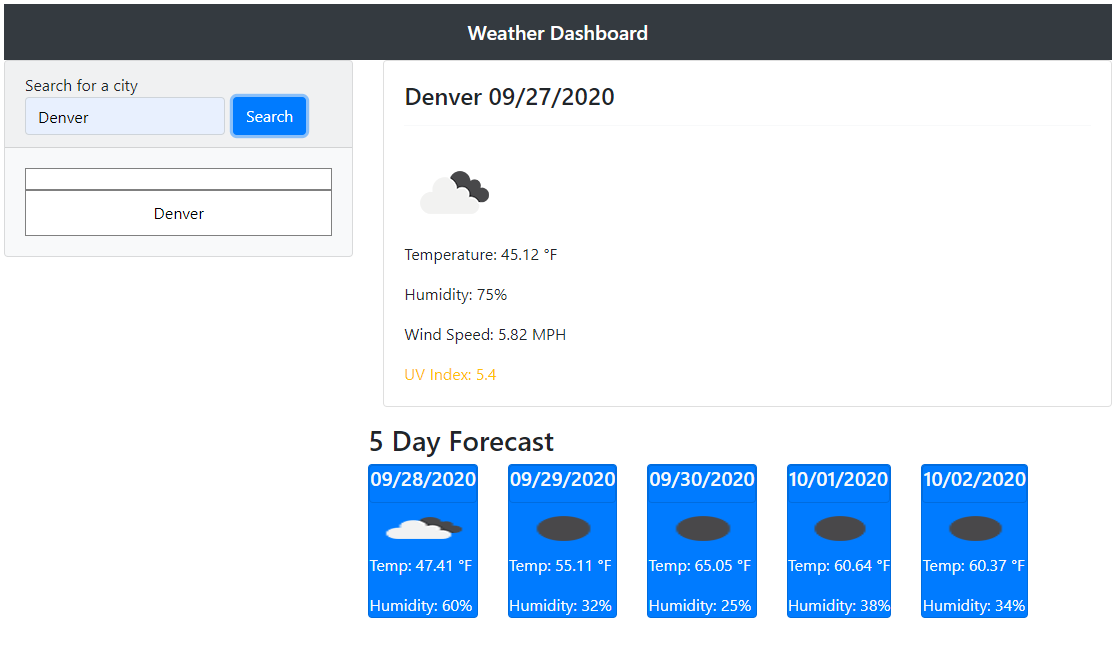 Weather Dashboard
Search for a city
Denver
Search
Denver
Denver 09/27/2020
Temperature: 45.12 °F
Humidity: 75%
Wind Speed: 5.82 MPH
UV Index: 5.4
5 Day Forecast
09/28/2020
Temp: 47.41 °F
Humidity: 60%
09/29/2020
Temp: 55.11 °F
Humidity: 32%
09/30/2020
Temp: 65.05 °F
Humidity: 25%
10/01/2020
Temp: 60.64 °F
Humidity: 38%
10/02/2020
Temp: 60.37 °F
Humidity: 34%